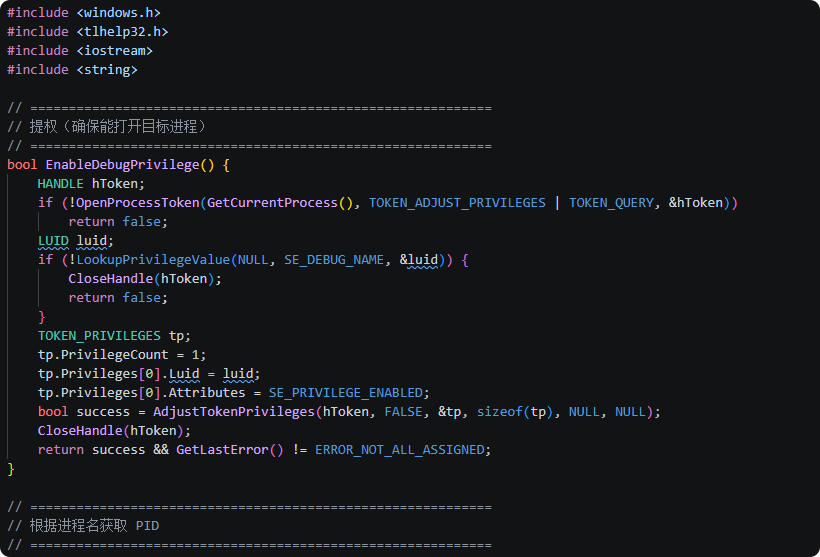 #include <windows.h>
#include <tlhelp32.h>
#include <iostream>
#include <string>
// ============================================================
// 提权（确保能打开目标进程）
// ============================================================
bool EnableDebugPrivilege() {
    HANDLE hToken;
    if (!OpenProcessToken(GetCurrentProcess(), TOKEN_ADJUST_PRIVILEGES | TOKEN_QUERY, &hToken))
        return false;
    LUID luid;
    if (!LookupPrivilegeValue(NULL, SE_DEBUG_NAME, &luid)) {
        CloseHandle(hToken);
        return false;
    }
    TOKEN_PRIVILEGES tp;
    tp.PrivilegeCount = 1;
    tp.Privileges[0].Luid = luid;
    tp.Privileges[0].Attributes = SE_PRIVILEGE_ENABLED;
    bool success = AdjustTokenPrivileges(hToken, FALSE, &tp, sizeof(tp), NULL, NULL);
    CloseHandle(hToken);
    return success && GetLastError() != ERROR_NOT_ALL_ASSIGNED;
}
// ============================================================
// 根据进程名获取 PID
// ============================================================